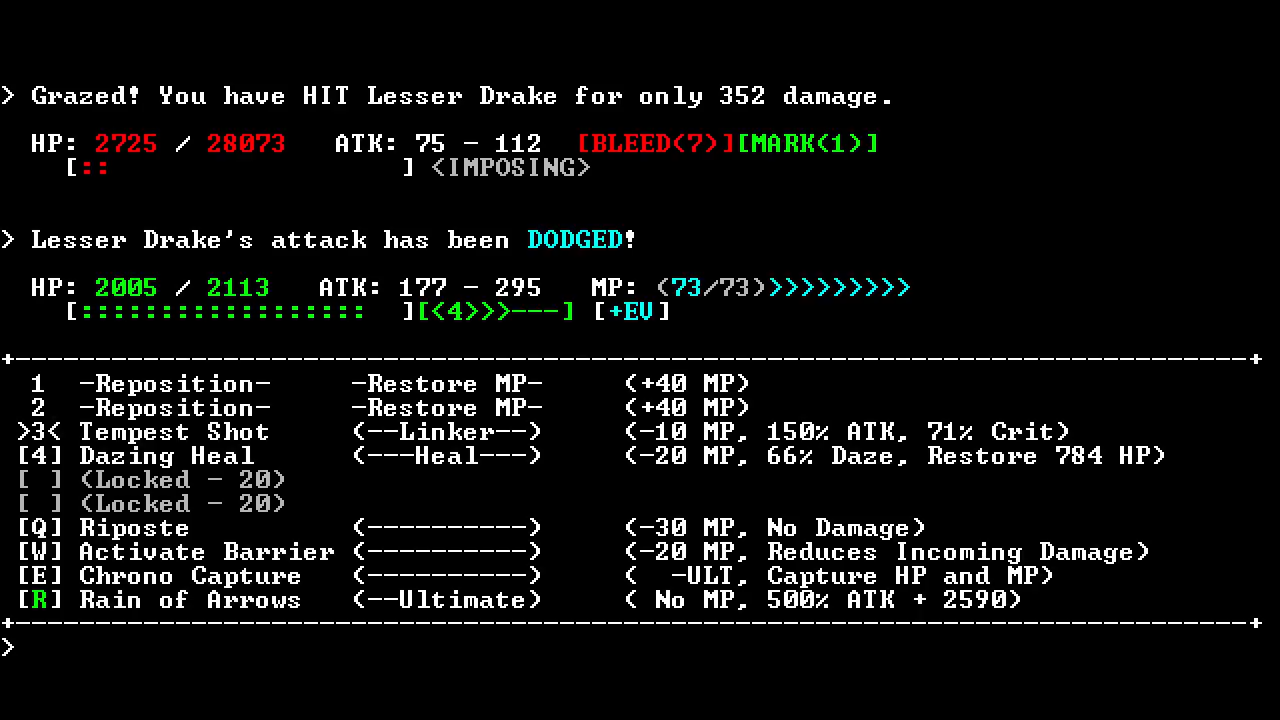 > Grazed! You have HIT Lesser Drake for only 352 damage.
HP: 2725 / 28073   ATK: 75 - 112  [BLEED(7)][MARK(1)]
[::                   ] <IMPOSING>
> Lesser Drake's attack has been DODGED!
HP: 2005 / 2113   ATK: 177 - 295   MP: (73/73)>>>>>>>>>
[::::::::::::::::::  ][(4)>>>---] [+EV]
+------------------------------------------------------------------------------+
1  -Reposition-     -Restore MP-     (+40 MP)
2  -Reposition-     -Restore MP-     (+40 MP)
>3< Tempest Shot     (--Linker--)     (-10 MP, 150% ATK, 71% Crit)
[4] Dazing Heal      (---Heal---)     (-20 MP, 66% Daze, Restore 784 HP)
[ ] (Locked - 20)
[ ] (Locked - 20)
[Q] Riposte          (----------)     (-30 MP, No Damage)
[W] Activate Barrier (----------)     (-20 MP, Reduces Incoming Damage)
[E] Chrono Capture   (----------)     (  -ULT, Capture HP and MP)
[R] Rain of Arrows   (--Ultimate)     ( No MP, 500% ATK + 2590)
+------------------------------------------------------------------------------+
>